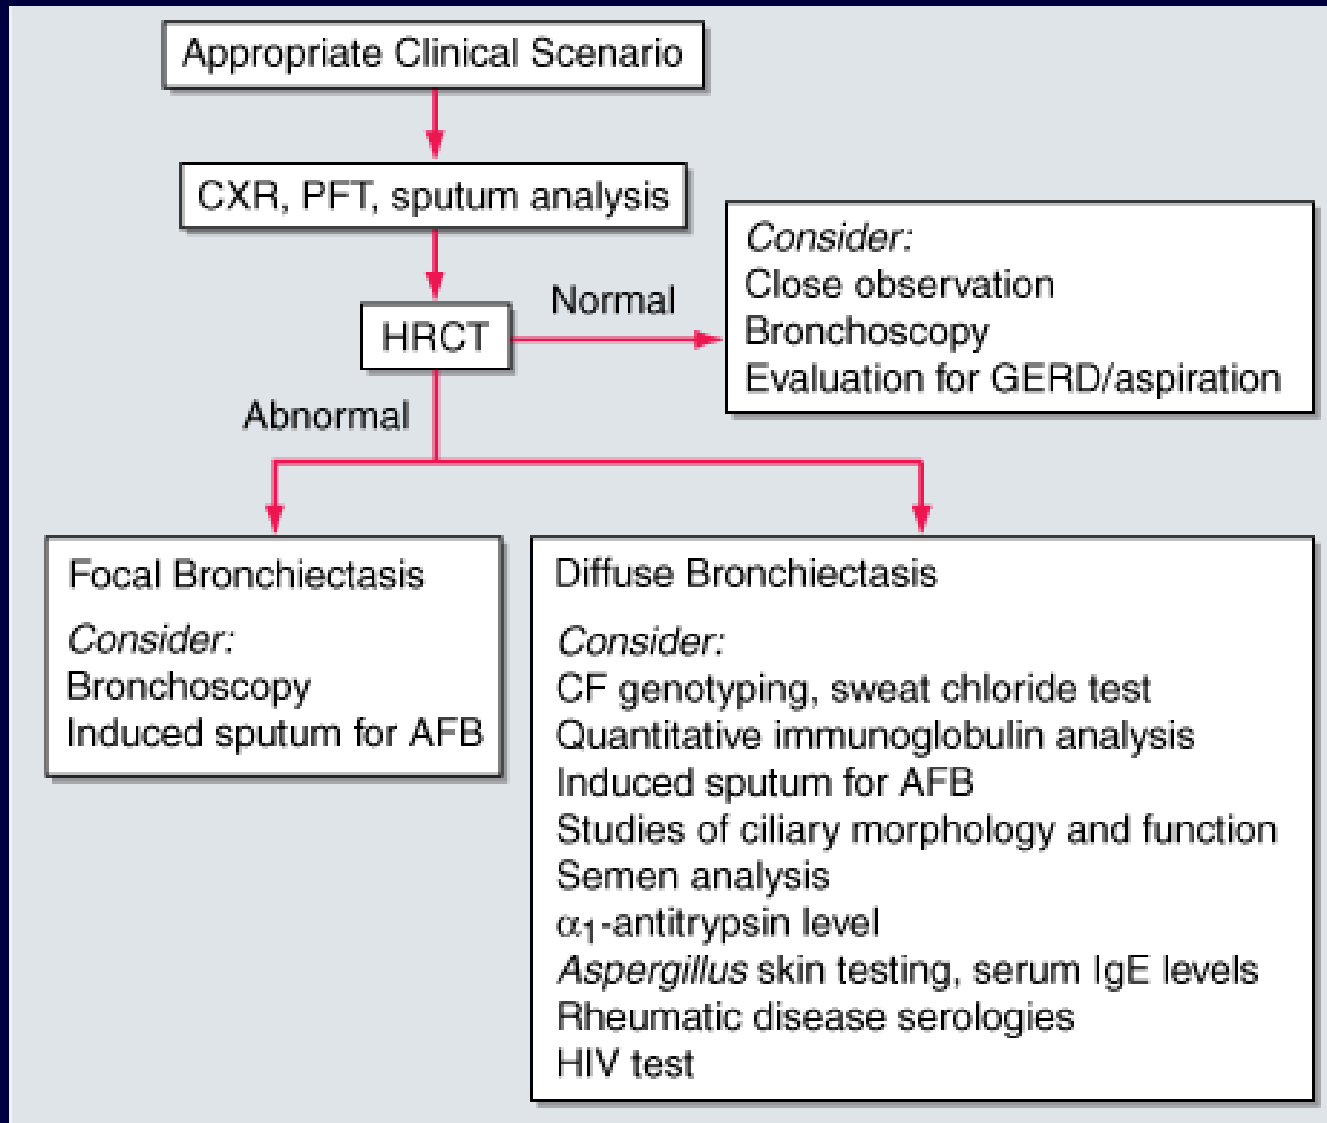 Appropriate Clinical Scenario
CXR, PFT, sputum analysis
HRCT
Normal
Consider:
Close observation
Bronchoscopy
Evaluation for GERD/aspiration
Abnormal
Focal Bronchiectasis
Consider:
Bronchoscopy
Induced sputum for AFB
Diffuse Bronchiectasis
Consider:
CF genotyping, sweat chloride test
Quantitative immunoglobulin analysis
Induced sputum for AFB
Studies of ciliary morphology and function
Semen analysis
α₁-antitrypsin level
Aspergillus skin testing, serum IgE levels
Rheumatic disease serologies
HIV test